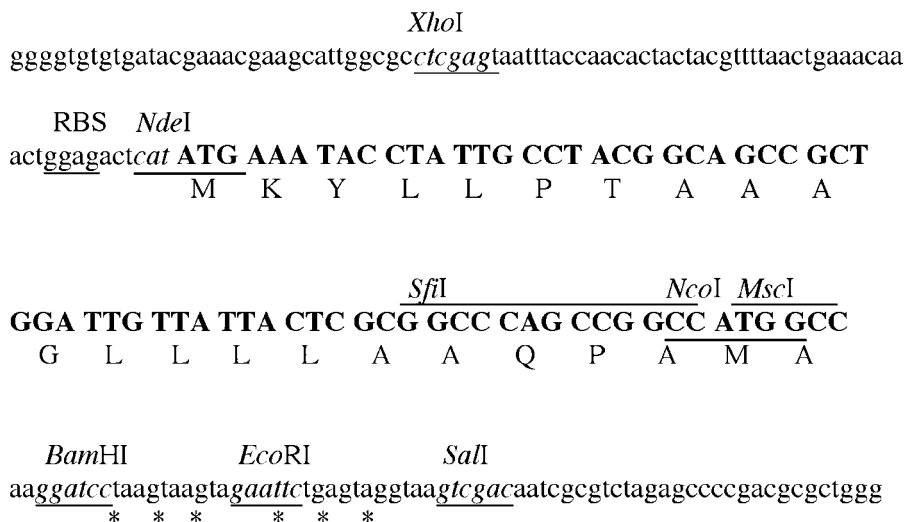 XhoI
ggggtgtgtgatacgaaacgaagcattggcgcctcgagtaatttaccaacactactacgttttaactgaaacaa
RBS NdeI
actggagactcat ATG AAA TAC CTA TTG CCT ACG GCA GCC GCT
M K Y L L P T A A A
SfiI NcoI MscI
GGA TTG TTA TTA CTC GCG GCC CAG CCG GCC ATG GCC
G L L L L A A Q P A M A
BamHI EcoRI SalI
aaggatcctaagtaagtagaattctgagtaggtaagtcgacaatcgcgtctagagccccgacgcgctggg
* * * * * *